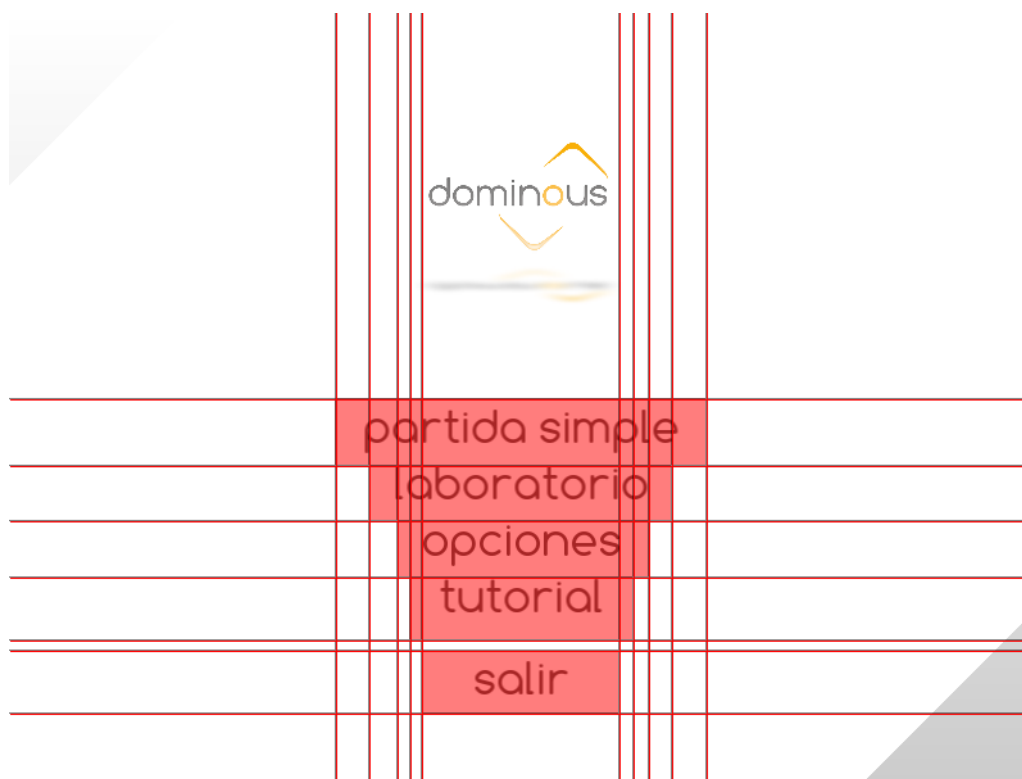 dominous
partida simple
laboratorio
opciones
tutorial
salir